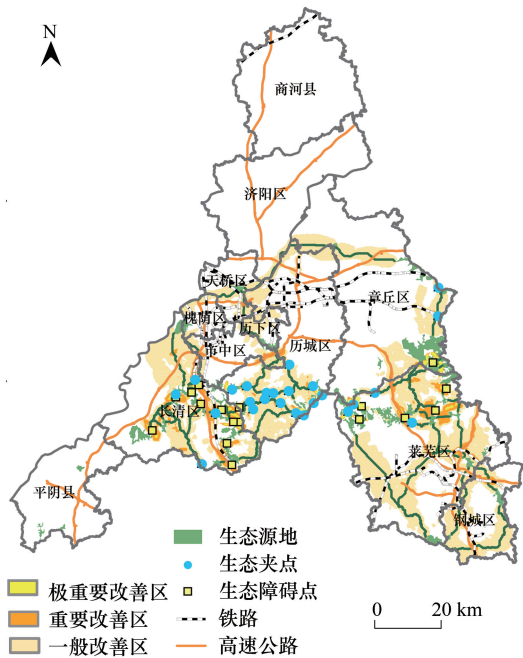 N
商河县
济阳区
天桥区
章丘区
槐荫区
历下区
历城区
市中区
长清区
莱芜区
平阴县
钢城区
生态源地
生态夹点
极重要改善区
生态障碍点
重要改善区
铁路
一般改善区
高速公路
0 20 km